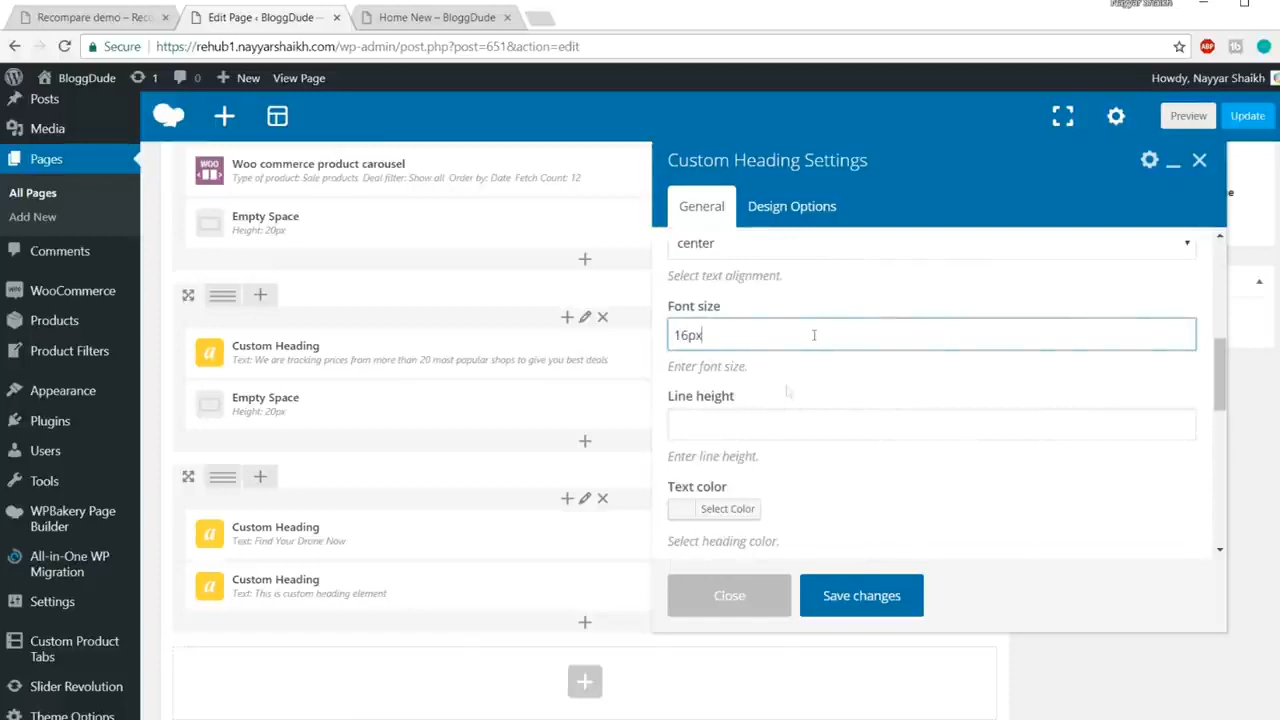 Recompare demo – Recc
Edit Page ‹ BloggDude —
Home New – BloggDude
Nayyar Shaikh
Secure
https://rehub1.nayyarshaikh.com/wp-admin/post.php?post=651&action=edit
ABP
BloggDude
1
0
New
View Page
Howdy, Nayyar Shaikh
Posts
Media
Pages
All Pages
Add New
Comments
WooCommerce
Products
Product Filters
Appearance
Plugins
Users
Tools
WPBakery Page
Builder
All-in-One WP
Migration
Settings
Custom Product
Tabs
Slider Revolution
Theme Options
Preview
Update
WOO
Woo commerce product carousel
Type of product: Sale products Deal filter: Show all Order by: Date Fetch Count: 12
Empty Space
Height: 20px
a
Custom Heading
Text: We are tracking prices from more than 20 most papular shops to give you best deals
Empty Space
Height: 20px
a
Custom Heading
Text: Find Your Drone Now
a
Custom Heading
Text: This is custom heading element
Custom Heading Settings
General
Design Options
center
Select text alignment.
Font size
16px
Enter font size.
Line height
Enter line height.
Text color
Select Color
Select heading color.
Close
Save changes